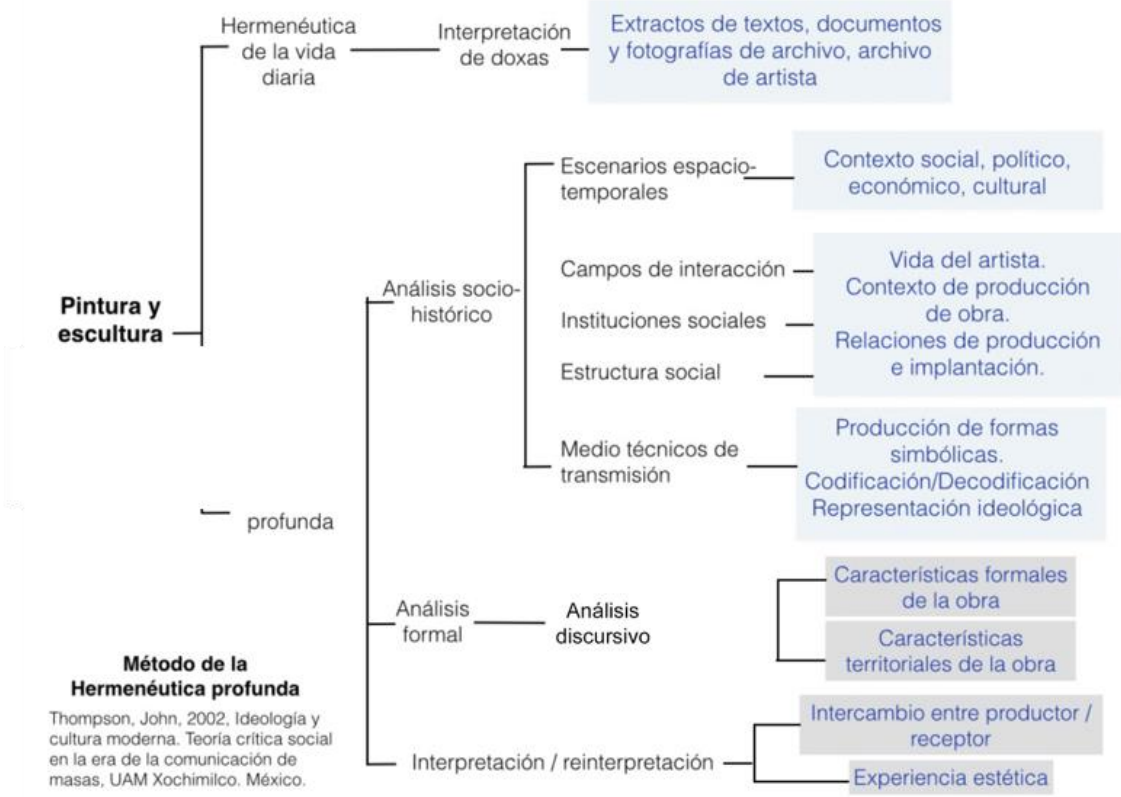 Hermenéutica
de la vida
diaria
Interpretación
de doxas
Extractos de textos, documentos
y fotografías de archivo, archivo
de artista
Pintura y
escultura
Análisis socio-
histórico
Escenarios espacio-
temporales
Contexto social, político,
económico, cultural
Campos de interacción
Instituciones sociales
Estructura social
Vida del artista.
Contexto de producción
de obra.
Relaciones de producción
e implantación.
Medio técnicos de
transmisión
Producción de formas
simbólicas.
Codificación/Decodificación
Representación ideológica
profunda
Análisis
formal
Análisis
discursivo
Características formales
de la obra
Características
territoriales de la obra
Interpretación / reinterpretación
Intercambio entre productor /
receptor
Experiencia estética
Método de la
Hermenéutica profunda
Thompson, John, 2002, Ideología y
cultura moderna. Teoría crítica social
en la era de la comunicación de
masas, UAM Xochimilco. México.